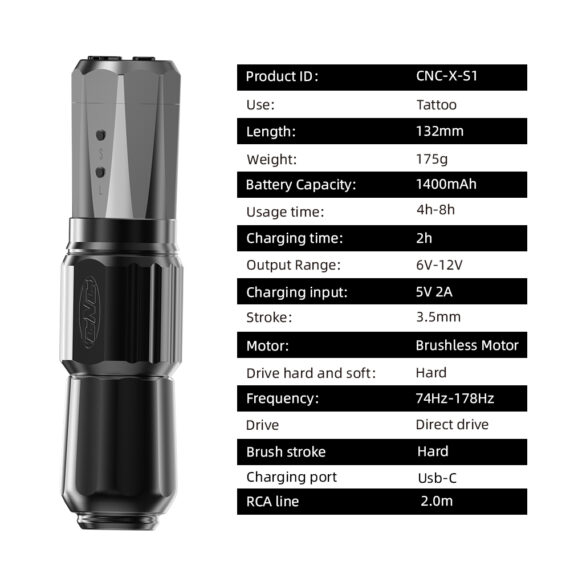 Product ID: CNC-X-S1
Use: Tattoo
Length: 132mm
Weight: 175g
Battery Capacity: 1400mAh
Usage time: 4h-8h
Charging time: 2h
Output Range: 6V-12V
Charging input: 5V 2A
Stroke: 3.5mm
Motor: Brushless Motor
Drive hard and soft: Hard
Frequency: 74Hz-178Hz
Drive Direct drive
Brush stroke Hard
Charging port Usb-C
RCA line 2.0m
S
L
CNC